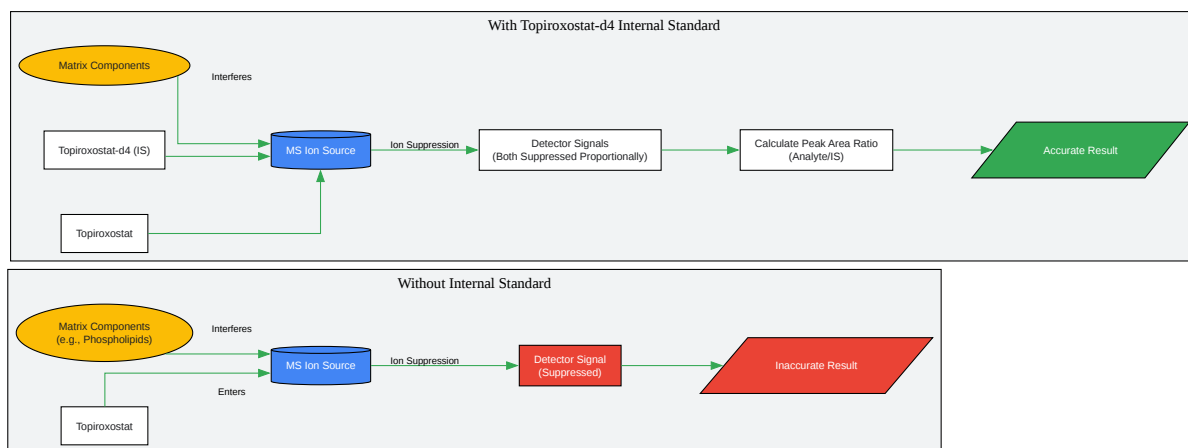 With Topiroxostat-d4 Internal Standard
Matrix Components
Interferes
Topiroxostat-d4 (IS)
MS Ion Source
Ion Suppression
Detector Signals
(Both Suppressed Proportionally)
Calculate Peak Area Ratio
(Analyte/IS)
Accurate Result
Topiroxostat
Without Internal Standard
Matrix Components
(e.g., Phospholipids)
Interferes
MS Ion Source
Ion Suppression
Detector Signal
(Suppressed)
Inaccurate Result
Enters
Topiroxostat